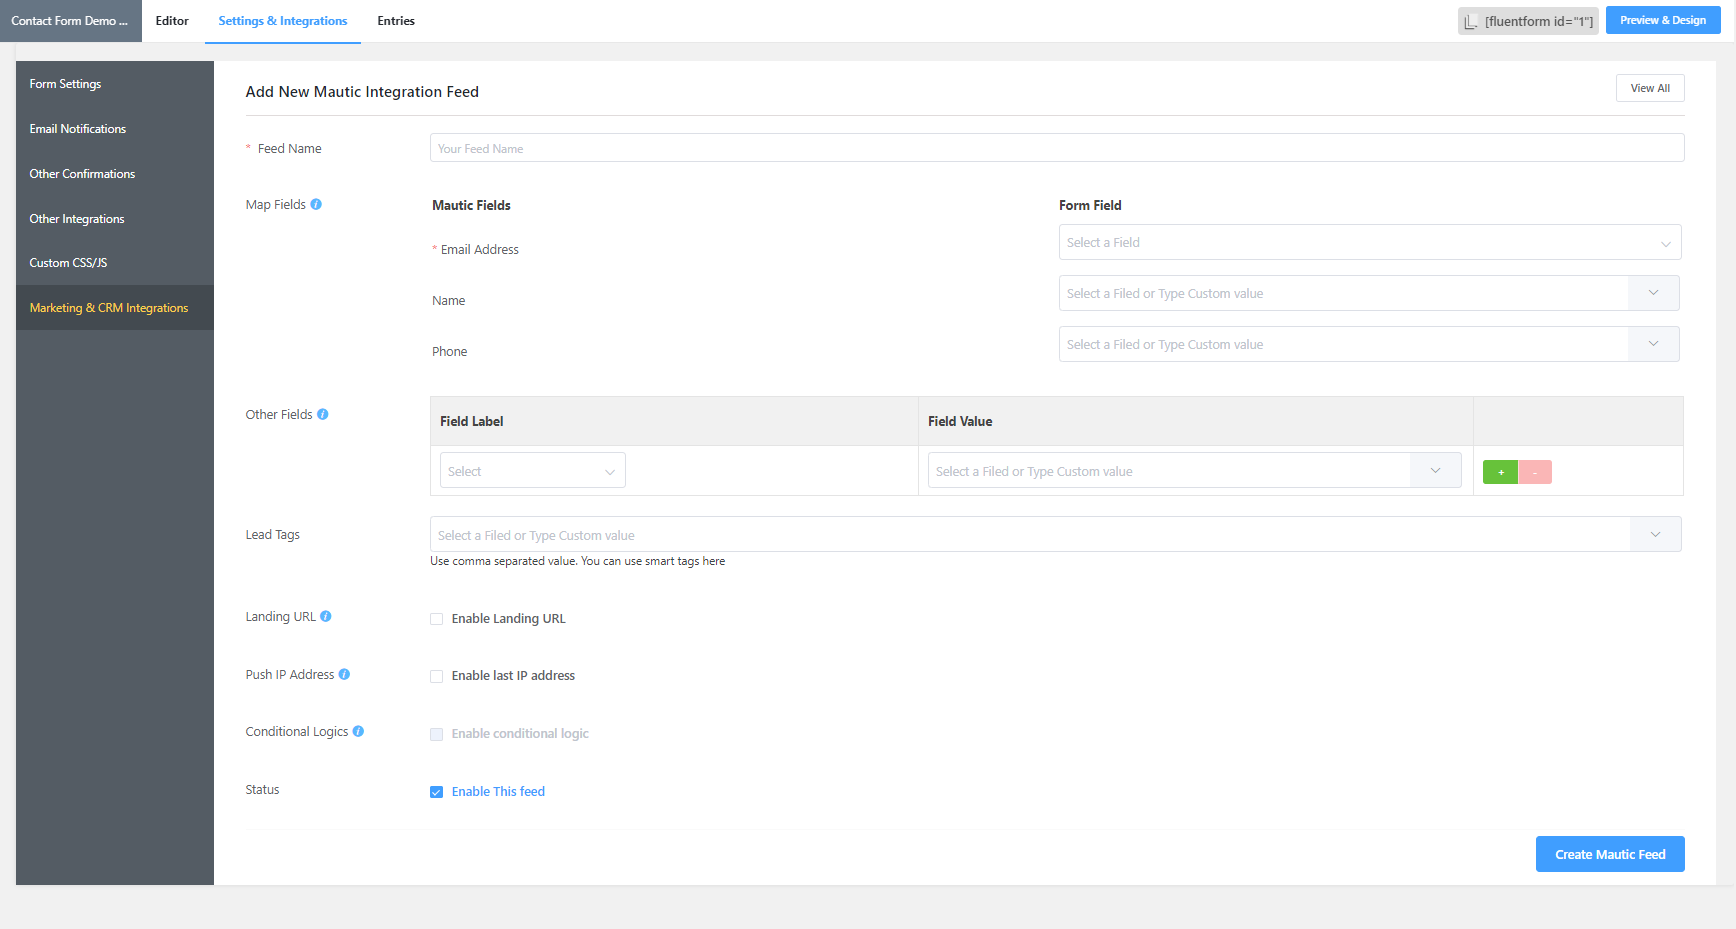 Contact Form Demo ...
Editor
Settings & Integrations
Entries
[fluentform id="1"]
Preview & Design
Form Settings
Email Notifications
Other Confirmations
Other Integrations
Custom CSS/JS
Marketing & CRM Integrations
Add New Mautic Integration Feed
View All
* Feed Name
Your Feed Name
Map Fields
Mautic Fields
Form Field
* Email Address
Select a Field
Name
Select a Filed or Type Custom value
Phone
Select a Filed or Type Custom value
Other Fields
Field Label
Field Value
Select
Select a Filed or Type Custom value
+
-
Lead Tags
Select a Filed or Type Custom value
Use comma separated value. You can use smart tags here
Landing URL
Enable Landing URL
Push IP Address
Enable last IP address
Conditional Logics
Enable conditional logic
Status
Enable This feed
Create Mautic Feed